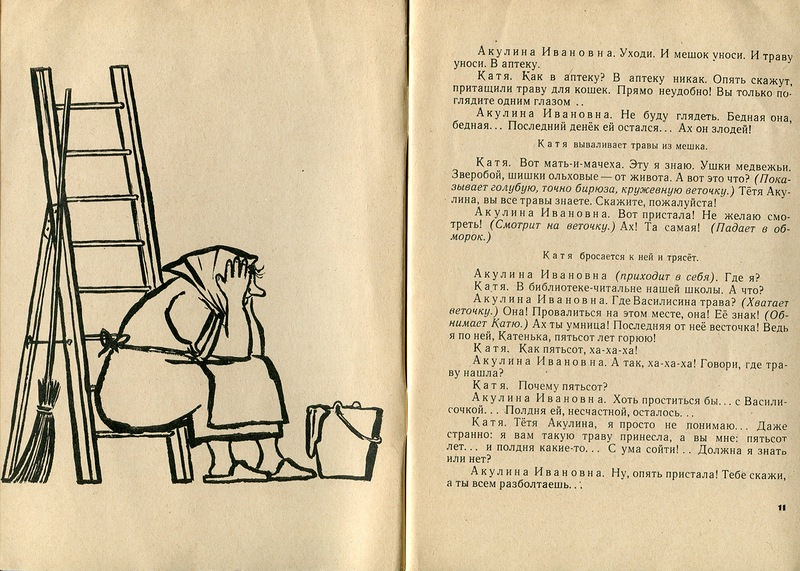 Акулина Ивановна. Уходи. И мешок уноси. И траву
уноси. В аптеку.
Катя. Как в аптеку? В аптеку никак. Опять скажут,
притащили траву для кошек. Прямо неудобно! Вы только по-
глядите одним глазом ..
Акулина Ивановна. Не буду глядеть. Бедная она,
бедная... Последний денёк ей остался... Ах он злодей!
Катя вываливает травы из мешка.
Катя. Вот мать-и-мачеха. Эту я знаю. Ушки медвежьи.
Зверобой, шишки ольховые — от живота. А вот это что? (Пока-
зывает голубую, точно бирюза, кружевную веточку.) Тётя Аку-
лина, вы все травы знаете. Скажите, пожалуйста!
Акулина Ивановна. Вот пристала! Не желаю смо-
треть! (Смотрит на веточку.) Ах! Та самая! (Падает в об-
морок.)
Катя бросается к ней и трясёт.
Акулина Ивановна (приходит в себя). Где я?
Катя. В библиотеке-читальне нашей школы. А что?
Акулина Ивановна. Где Василисина трава? (Хватает
веточку.) Она! Провалиться на этом месте, она! Её знак! (Об-
нимает Катю.) Ах ты умница! Последняя от неё весточка! Ведь
я по ней, Катенька, пятьсот лет горюю!
Катя. Как пятьсот, ха-ха-ха!
Акулина Ивановна. А так, ха-ха-ха! Говори, где тра-
ву нашла?
Катя. Почему пятьсот?
Акулина Ивановна. Хоть проститься бы... с Васили-
сочкой... Полдня ей, несчастной, осталось...
Катя. Тётя Акулина, я просто не понимаю... Даже
странно: я вам такую траву принесла, а вы мне: пятьсот
лет... и полдня какие-то... С ума сойти! .. Должна я знать
или нет?
Акулина Ивановна. Ну, опять пристала! Тебе скажи,
а ты всем разболтаешь...
11